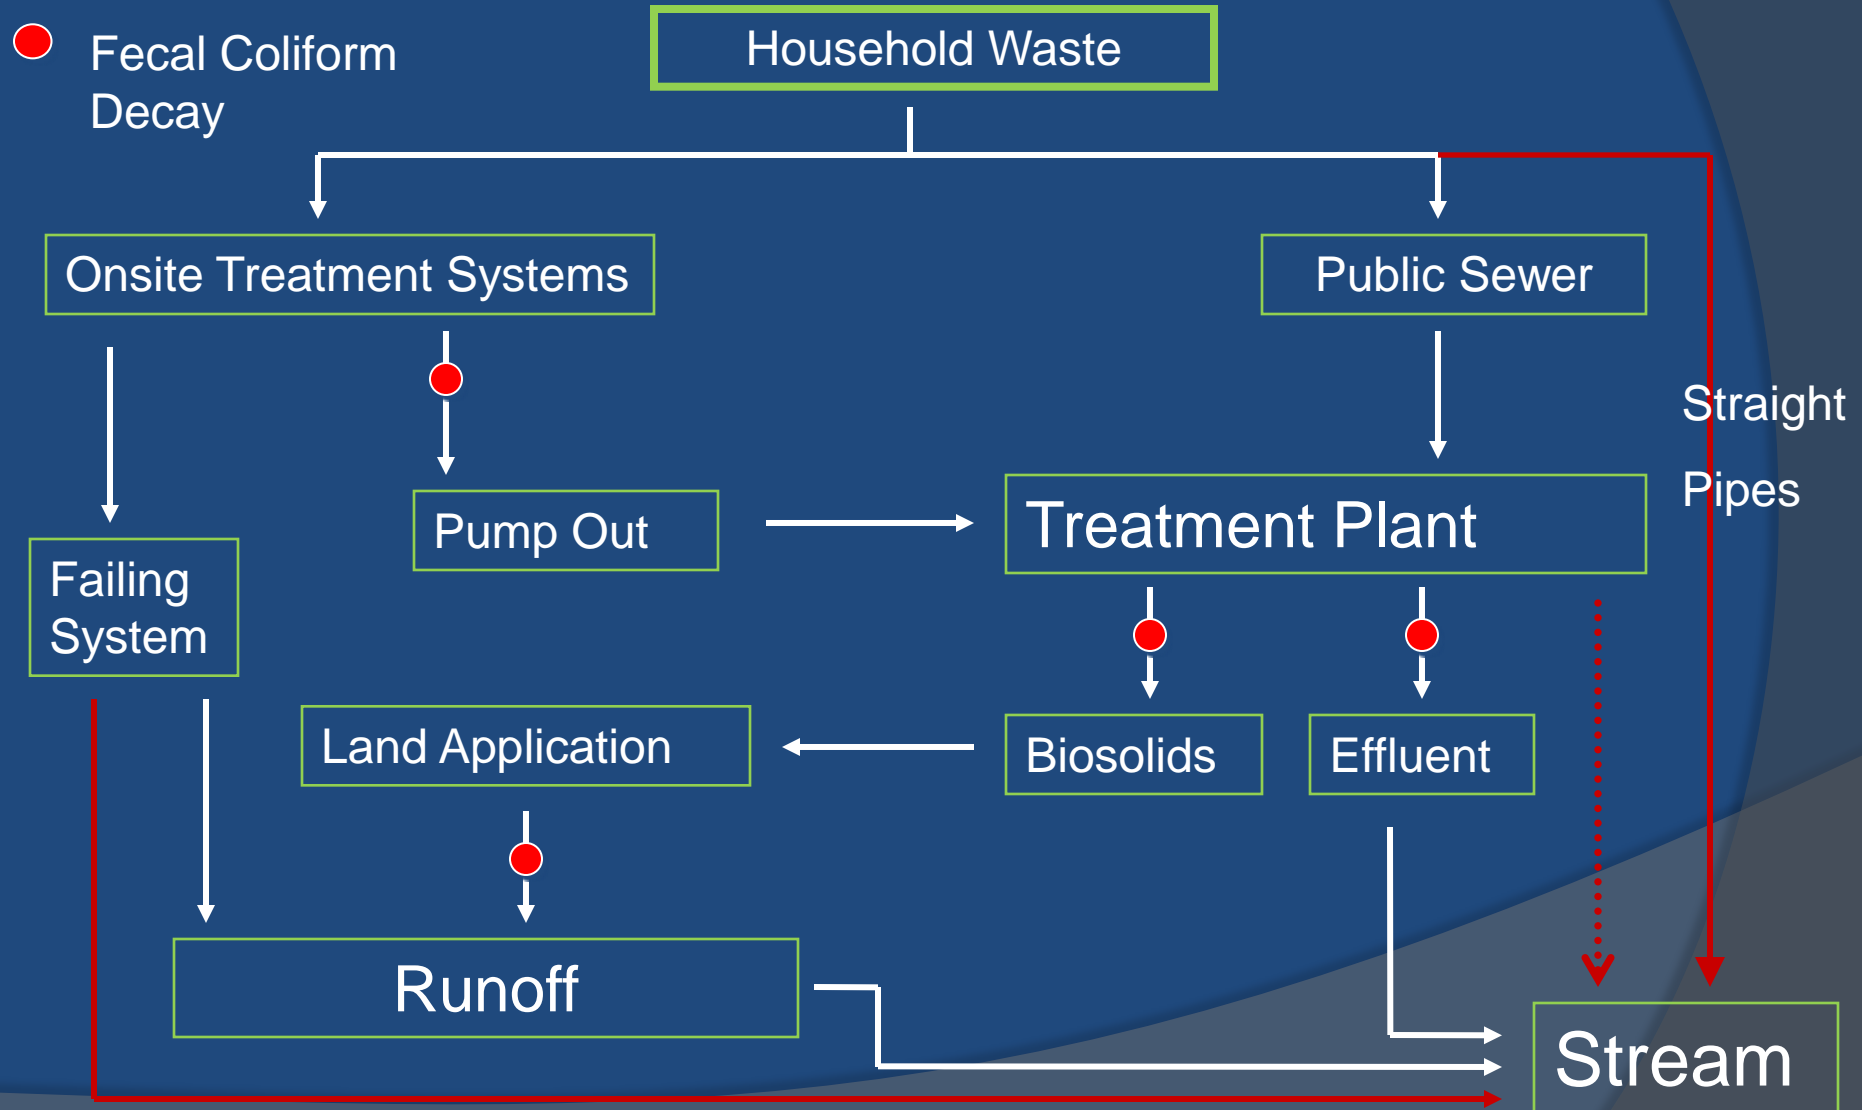 Fecal Coliform
Decay
Household Waste
Onsite Treatment Systems
Public Sewer
Straight
Pipes
Pump Out
Treatment Plant
Failing
System
Land Application
Biosolids
Effluent
Runoff
Stream